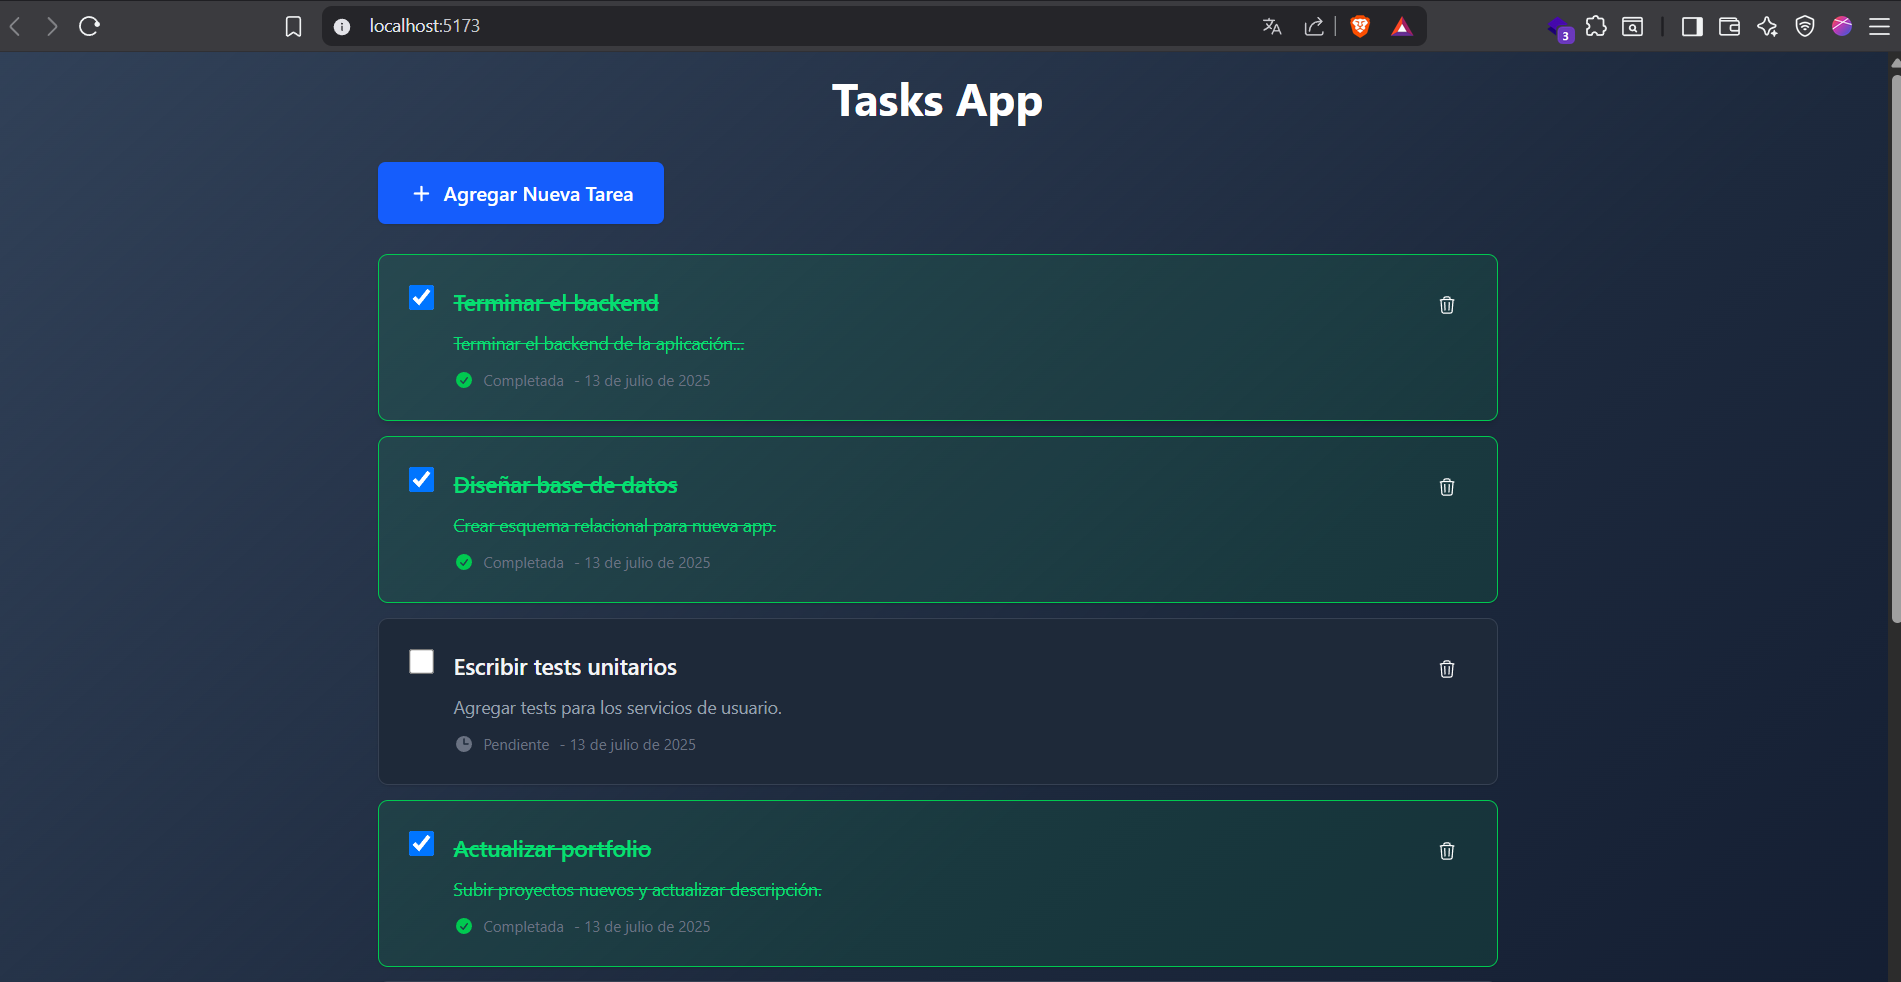 localhost:5173
3
Tasks App
+ Agregar Nueva Tarea
Terminar el backend
Terminar el backend de la aplicación...
Completada - 13 de julio de 2025
Diseñar base de datos
Crear esquema relacional para nueva app.
Completada - 13 de julio de 2025
Escribir tests unitarios
Agregar tests para los servicios de usuario.
Pendiente - 13 de julio de 2025
Actualizar portfolio
Subir proyectos nuevos y actualizar descripción.
Completada - 13 de julio de 2025